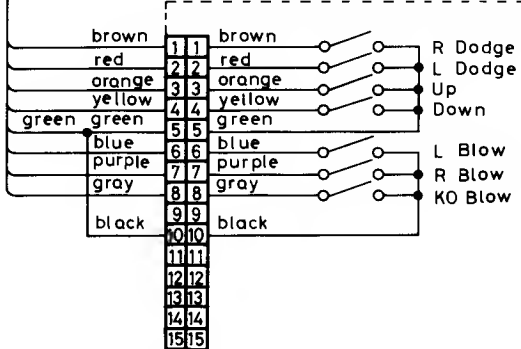 brown 1 1 brown R Dodge
red 2 2 red L Dodge
orange 3 3 orange Up
yellow 4 4 yellow Down
green green 5 5 green
blue 6 6 blue L Blow
purple 7 7 purple R Blow
gray 8 8 gray KO Blow
9 9
black 10 10 black
11 11
12 12
13 13
14 14
15 15